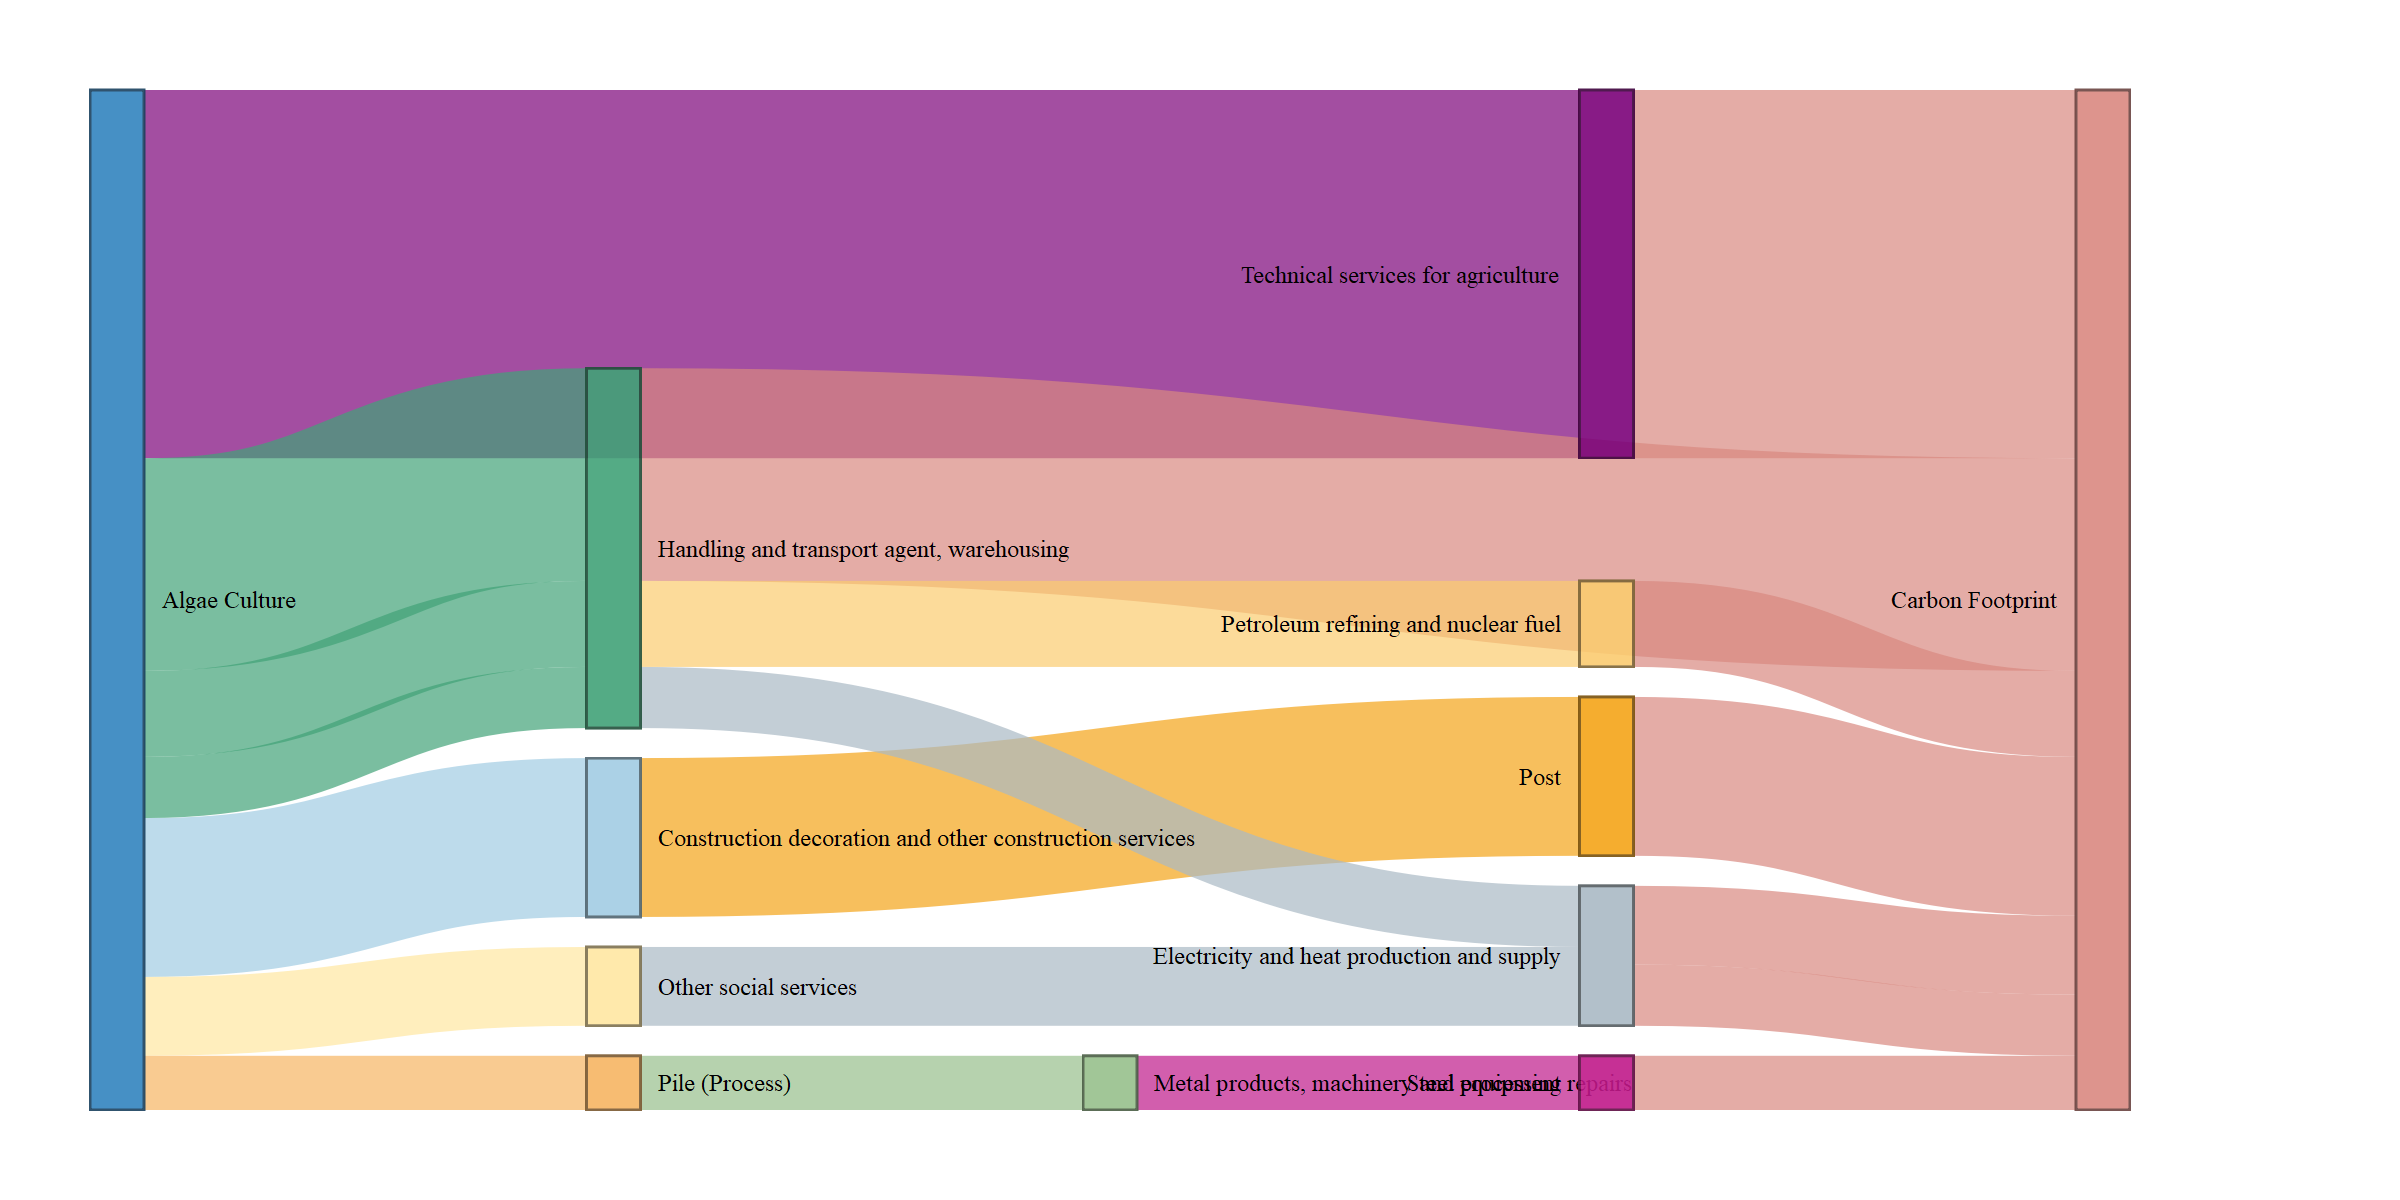 Technical services for agriculture
Handling and transport agent, warehousing
Algae Culture
Carbon Footprint
Petroleum refining and nuclear fuel
Post
Construction decoration and other construction services
Electricity and heat production and supply
Other social services
Pile (Process)
Metal products, machinery and equipment repairs
Steel processing